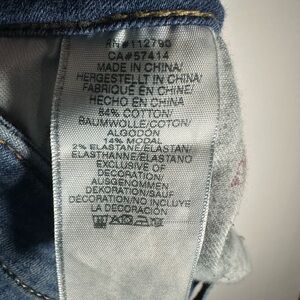 RN#112790
CA#57414
MADE IN CHINA/
HERGESTELLT IN CHINA/
FABRIQUÉ EN CHINE/
HECHO EN CHINA
84% COTTON/
BAUMWOLLE/COTON/
ALGODÓN
14% MODAL
2% ELASTANE/ELASTAN/
ELASTHANNE/ELASTANO
EXCLUSIVE OF
DECORATION/
AUSGENOMMEN
DEKORATION/SAUF
DÉCORATION/NO INCLUYE
LA DECORACIÓN